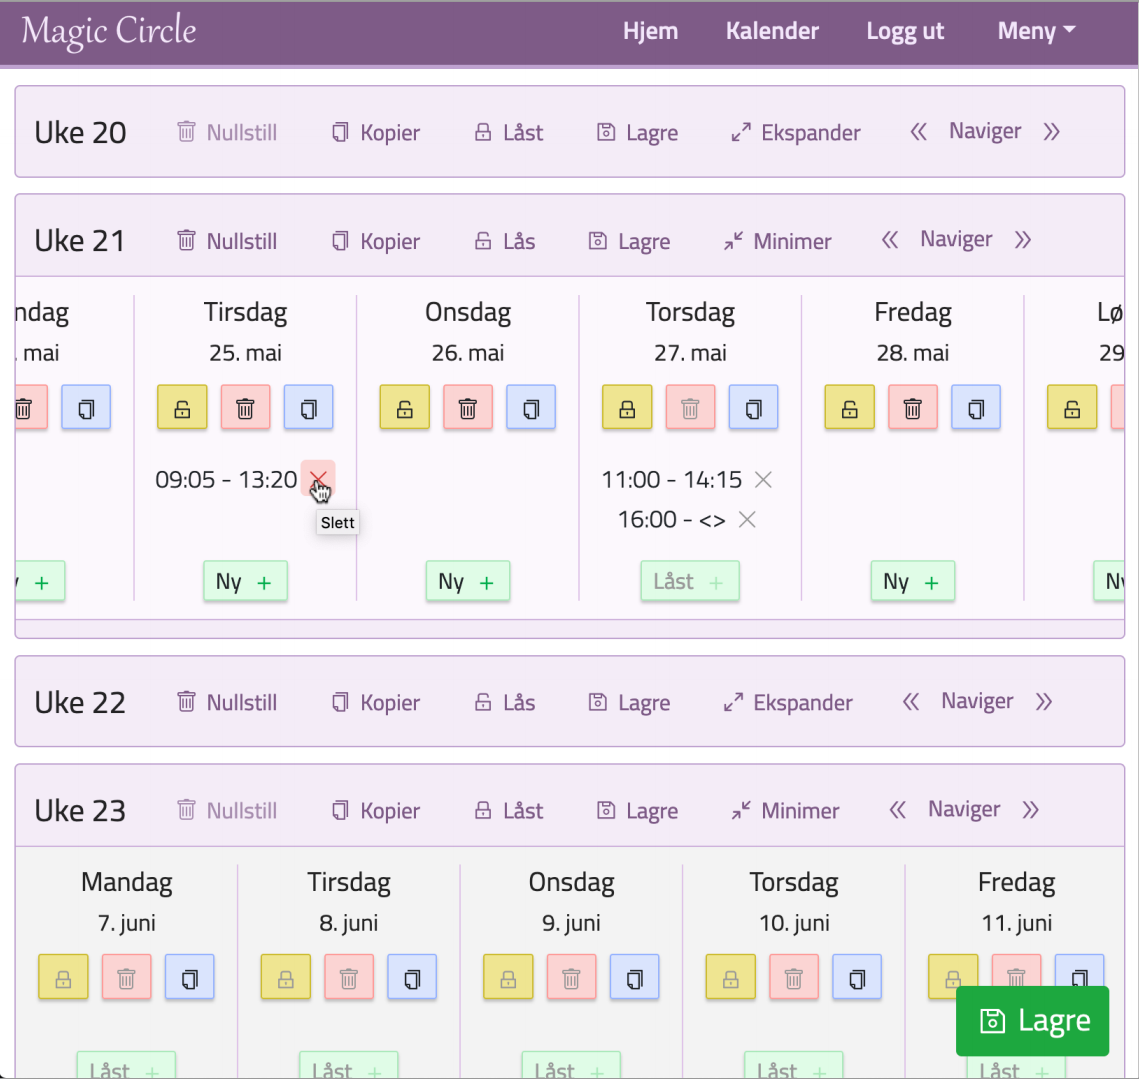 Magic Circle Hjem Kalender Logg ut Meny
Uke 20 Nullstill Kopier Låst Lagre Ekspander Naviger
Uke 21 Nullstill Kopier Lås Lagre Minimer Naviger
ndag Tirsdag Onsdag Torsdag Fredag Lø
. mai 25. mai 26. mai 27. mai 28. mai 29
09:05 - 13:20 11:00 - 14:15
16:00 - <>
Slett
Ny + Ny + Låst + Ny + Ny
Uke 22 Nullstill Kopier Lås Lagre Ekspander Naviger
Uke 23 Nullstill Kopier Låst Lagre Minimer Naviger
Mandag Tirsdag Onsdag Torsdag Fredag
7. juni 8. juni 9. juni 10. juni 11. juni
Lagre
Låst + Låst + Låst + Låst + Låst +